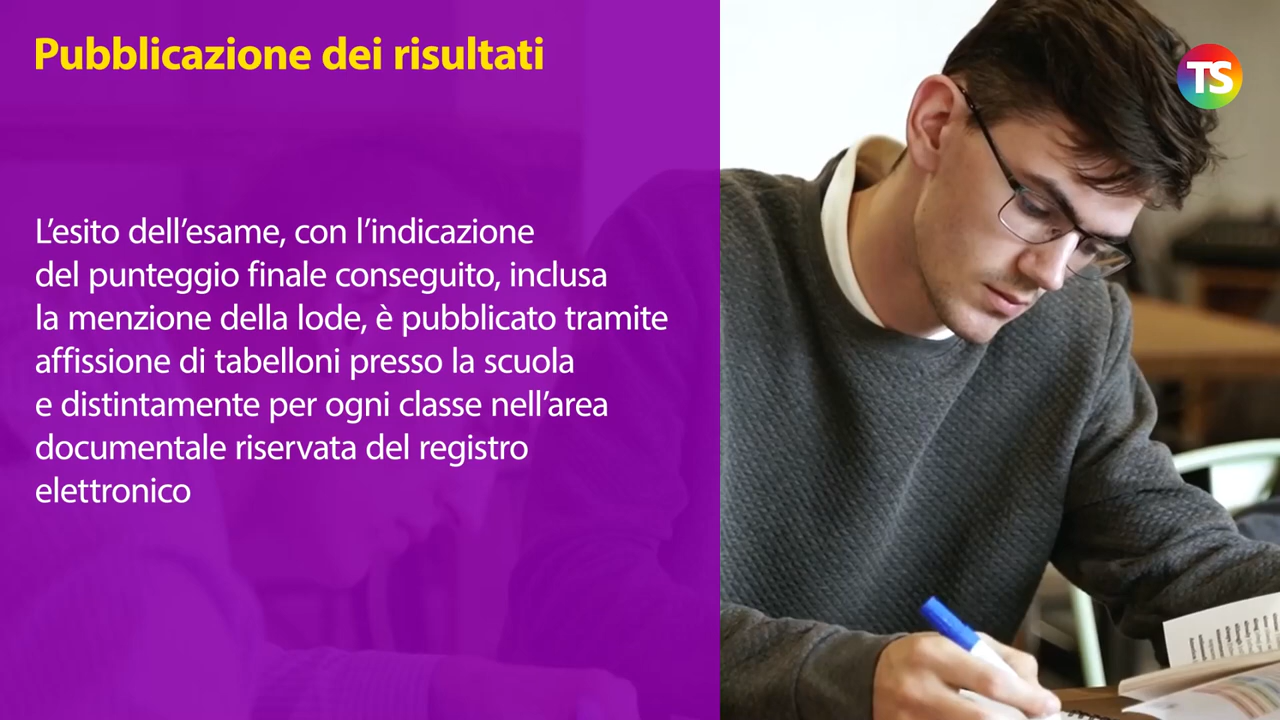 Pubblicazione dei risultati
TS
L’esito dell’esame, con l’indicazione
del punteggio finale conseguito, inclusa
la menzione della lode, è pubblicato tramite
affissione di tabelloni presso la scuola
e distintamente per ogni classe nell’area
documentale riservata del registro
elettronico